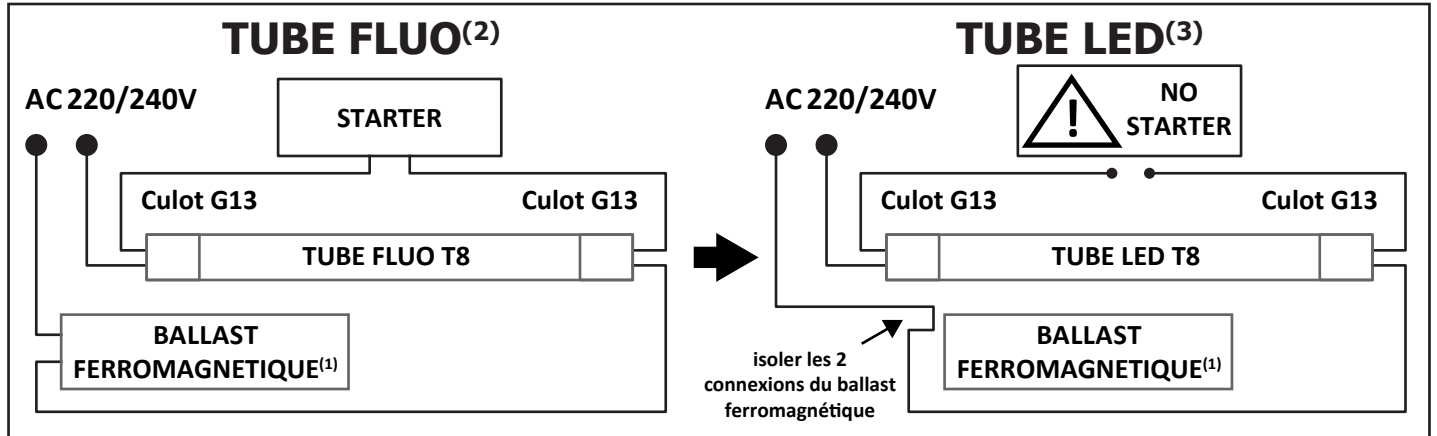 TUBE FLUO(2)
AC 220/240V
STARTER
Culot G13
Culot G13
TUBE FLUO T8
BALLAST
FERROMAGNETIQUE(1)
TUBE LED(3)
AC 220/240V
!
NO
STARTER
Culot G13
Culot G13
TUBE LED T8
isoler les 2
connexions du ballast
ferromagnétique
BALLAST
FERROMAGNETIQUE(1)